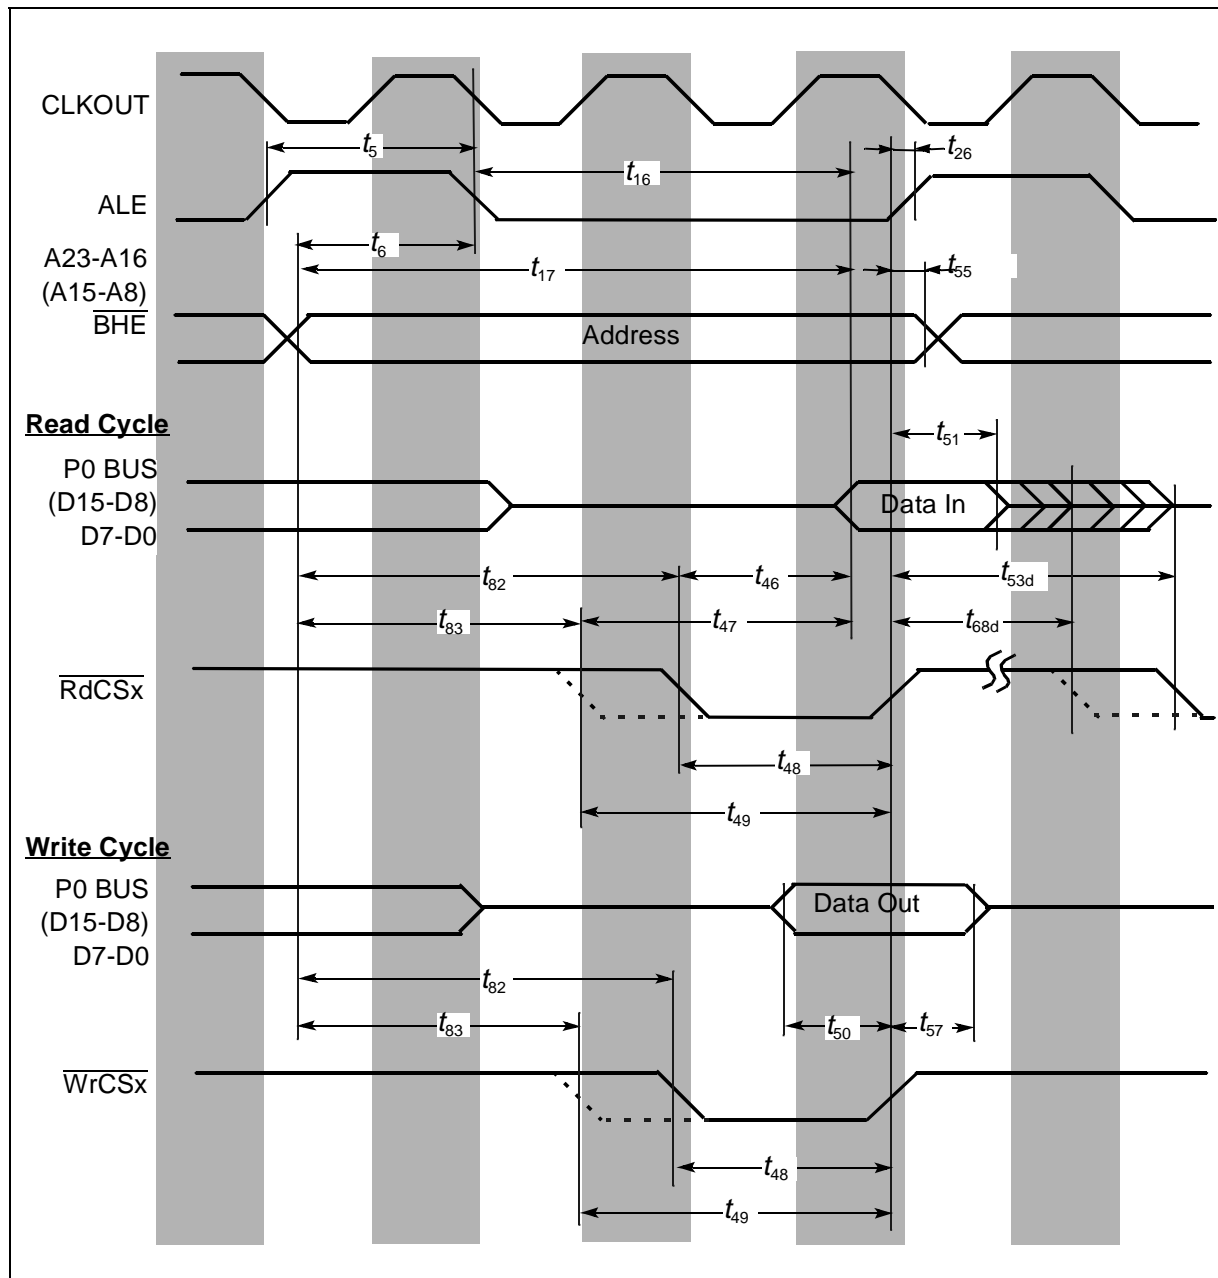 CLKOUT
t5
t26
t16
ALE
t6
A23-A16
t17
t55
(A15-A8)
BHE
Address
Read Cycle
t51
P0 BUS
(D15-D8)
Data In
D7-D0
t82
t46
t53d
t83
t47
t68d
RdCSx
t48
t49
Write Cycle
P0 BUS
Data Out
(D15-D8)
D7-D0
t82
t83
t50
t57
WrCSx
t48
t49